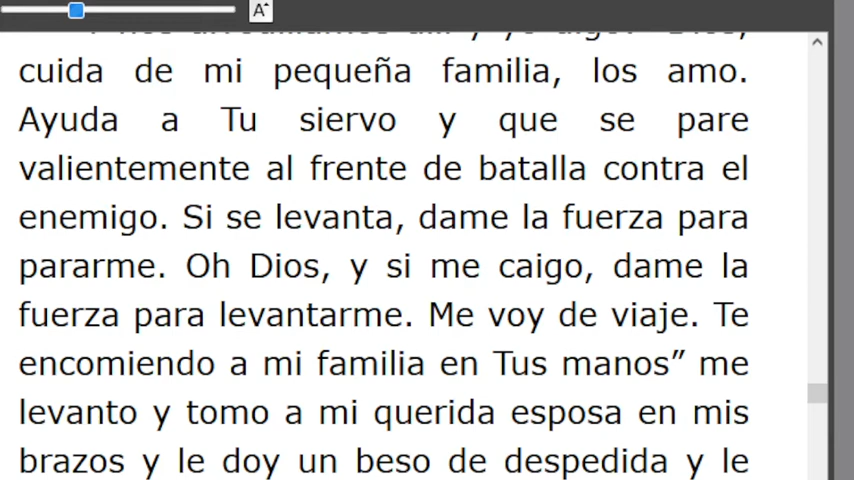 A
cuida de mi pequeña familia, los amo.
Ayuda a Tu siervo y que se pare
valientemente al frente de batalla contra el
enemigo. Si se levanta, dame la fuerza para
pararme. Oh Dios, y si me caigo, dame la
fuerza para levantarme. Me voy de viaje. Te
encomiendo a mi familia en Tus manos” me
levanto y tomo a mi querida esposa en mis
brazos y le doy un beso de despedida y le